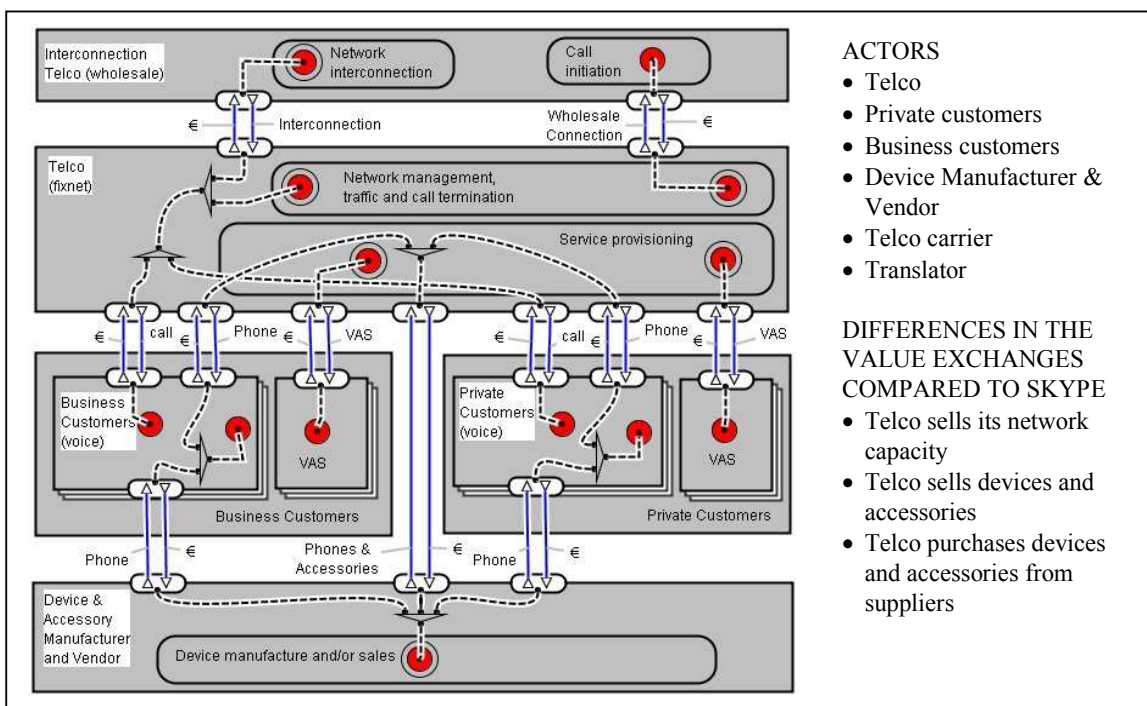 Interconnection
Telco (wholesale)
Network
interconnection
Call
initiation
€
Interconnection
Wholesale
Connection
€
Telco
(fixnet)
Network management,
traffic and call termination
Service provisioning
€
call
€
Phone
€
VAS
€
€
call
€
Phone
€
VAS
Business
Customers
(voice)
VAS
Business Customers
Private
Customers
(voice)
VAS
Private Customers
Phone
€
Phones &
Accessories
€
Phone
€
Device &
Accessory
Manufacturer
and Vendor
Device manufacture and/or sales
ACTORS
• Telco
• Private customers
• Business customers
• Device Manufacturer &
Vendor
• Telco carrier
• Translator
DIFFERENCES IN THE
VALUE EXCHANGES
COMPARED TO SKYPE
• Telco sells its network
capacity
• Telco sells devices and
accessories
• Telco purchases devices
and accessories from
suppliers